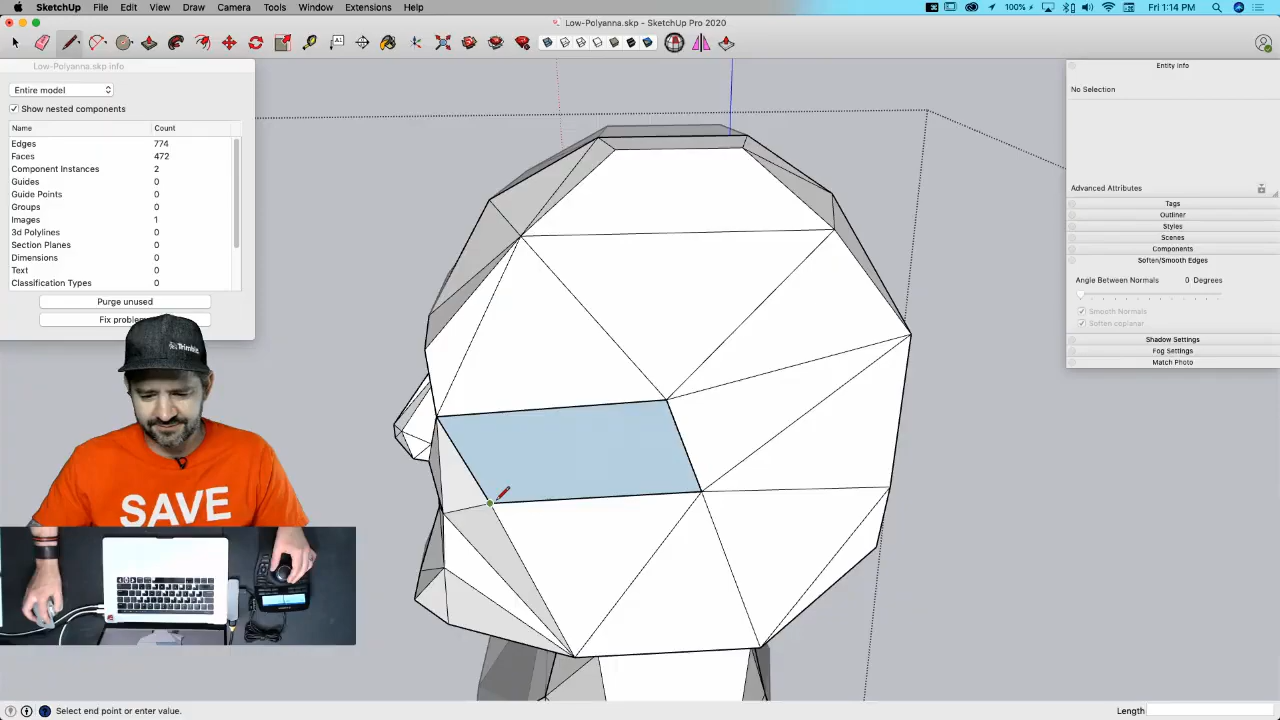 SketchUp File Edit View Draw Camera Tools Window Extensions Help 100% Fri 1:14 PM
Low-Polyanna.skp - SketchUp Pro 2020
Low-Polyanna.skp info
Entire model
Show nested components
Name Count
Edges 774
Faces 472
Component Instances 2
Guides 0
Guide Points 0
Groups 0
Images 1
3d Polylines 0
Section Planes 0
Dimensions 0
Text 0
Classification Types 0
Purge unused
Fix proble
Trimble
SAVE
Entity Info
No Selection
Advanced Attributes
Tags
Outliner
Styles
Scenes
Components
Soften/Smooth Edges
Angle Between Normals 0 Degrees
Smooth Normals
Soften coplanar
Shadow Settings
Fog Settings
Match Photo
Select end point or enter value.
Length